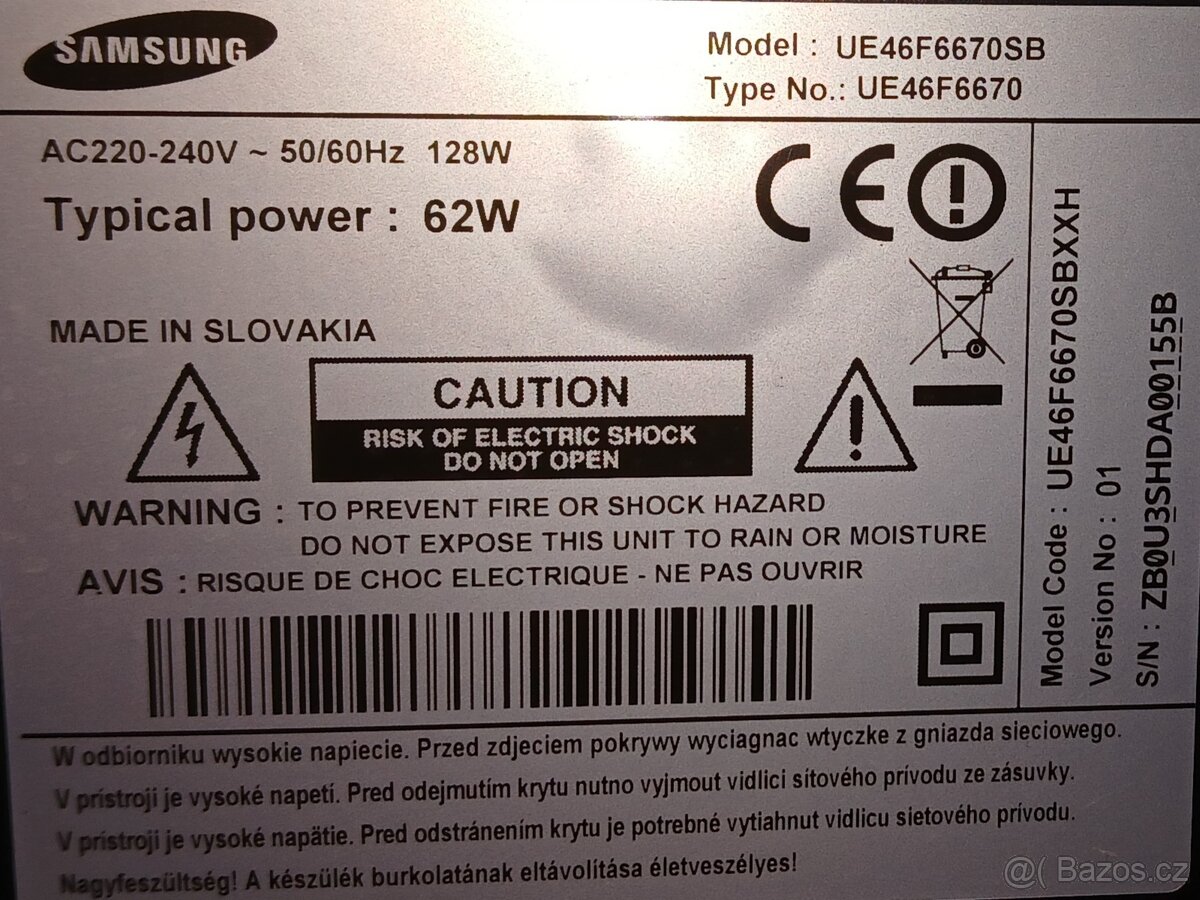 SAMSUNG
Model : UE46F6670SB
Type No.: UE46F6670
AC220-240V ~ 50/60Hz 128W
Typical power : 62W
MADE IN SLOVAKIA
CAUTION
RISK OF ELECTRIC SHOCK
DO NOT OPEN
WARNING : TO PREVENT FIRE OR SHOCK HAZARD
DO NOT EXPOSE THIS UNIT TO RAIN OR MOISTURE
AVIS : RISQUE DE CHOC ELECTRIQUE - NE PAS OUVRIR
CE
Model Code : UE46F6670SBXXH
Version No : 01
S/N : ZB0U3SHDA00155B
W odbiorniku wysokie napiecie. Przed zdjeciem pokrywy wyciagnac wtyczke z gniazda sieciowego.
V prístroji je vysoké napetí. Pred odejmutím krytu nutno vyjmout vidlici sítového prívodu ze zásuvky.
V prístroji je vysoké napätie. Pred odstránením krytu je potrebné vytiahnut vidlicu sietového prívodu.
Nagyfeszültség! A készülék burkolatának eltávolítása életveszélyes!
@( Bazos.cz